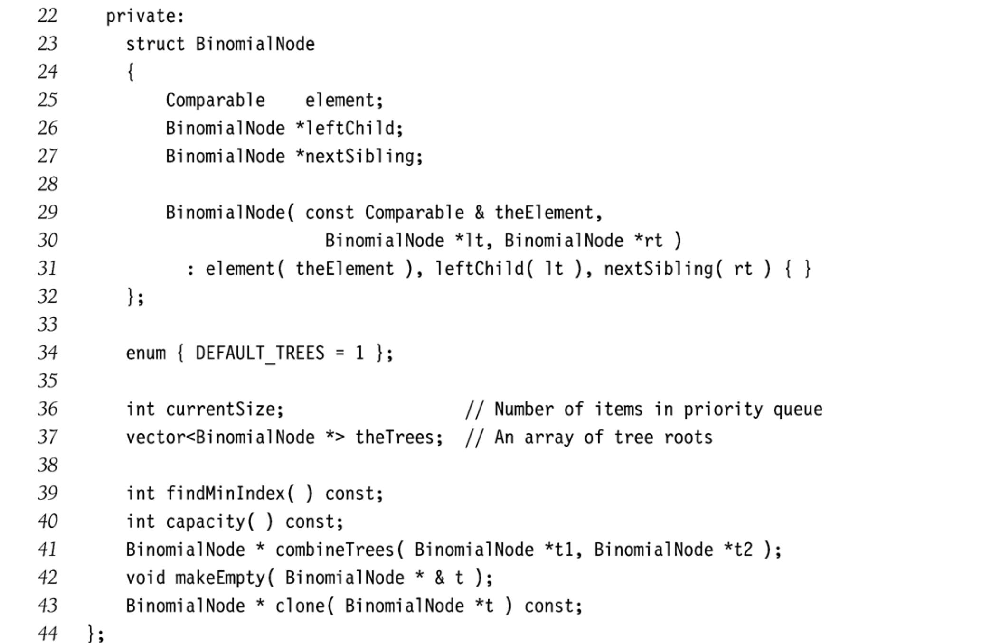 22 private:
23 struct BinomialNode
24 {
25 Comparable element;
26 BinomialNode *leftChild;
27 BinomialNode *nextSibling;
28
29 BinomialNode( const Comparable & theElement,
30 BinomialNode *lt, BinomialNode *rt )
31 : element( theElement ), leftChild( lt ), nextSibling( rt ) { }
32 };
33
34 enum { DEFAULT_TREES = 1 };
35
36 int currentSize; // Number of items in priority queue
37 vector<BinomialNode *> theTrees; // An array of tree roots
38
39 int findMinIndex( ) const;
40 int capacity( ) const;
41 BinomialNode * combineTrees( BinomialNode *t1, BinomialNode *t2 );
42 void makeEmpty( BinomialNode * & t );
43 BinomialNode * clone( BinomialNode *t ) const;
44 };